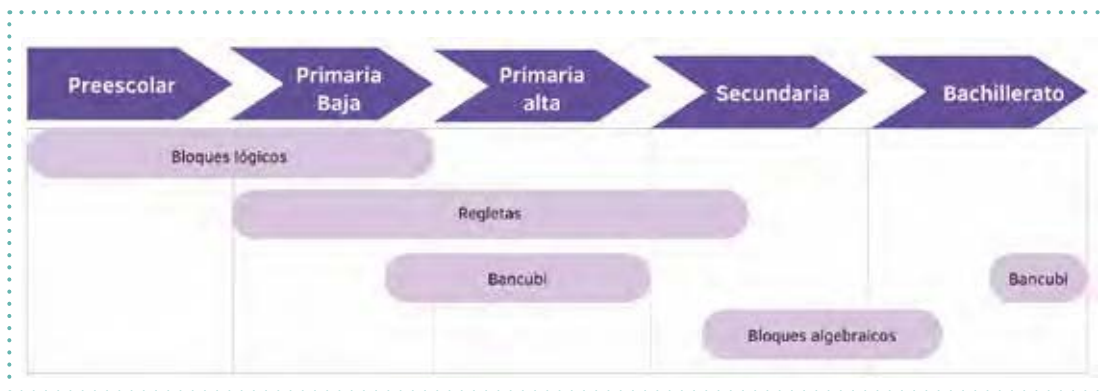 Preescolar
Primaria
Baja
Primaria
alta
Secundaria
Bachillerato
Bloques lógicos
Regletas
Bancubi
Bancubi
Bloques algebraicos